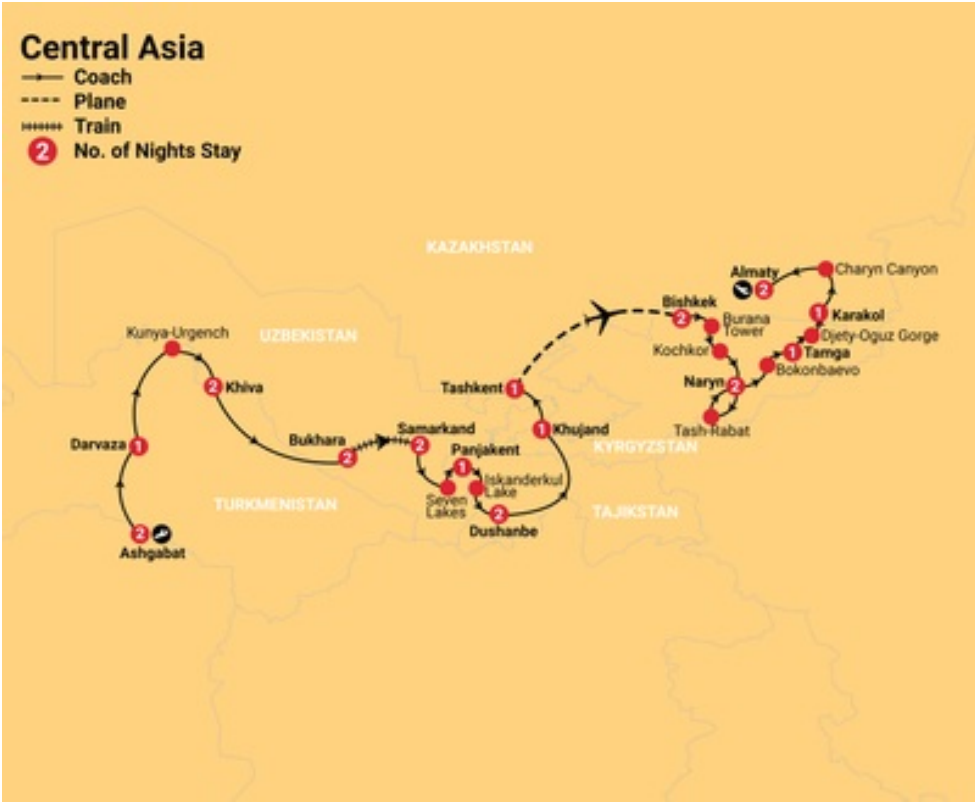 Central Asia
Coach
Plane
Train
2 No. of Nights Stay
KAZAKHSTAN
Almaty
2
Charyn Canyon
Bishkek
2
Burana
Tower
1 Karakol
Kunya-Urgench
UZBEKISTAN
Djety-Oguz Gorge
Kochkor
1 Tamga
Bokonbaevo
2 Khiva
Tashkent 1
Naryn 2
Tash-Rabat
Darvaza 1
Bukhara
2
Samarkand
2
1 Khujand
KYRGYZSTAN
Panjakent
1
Iskanderkul
Lake
Seven
Lakes
TURKMENISTAN
2
Dushanbe
TAJIKSTAN
2
Ashgabat